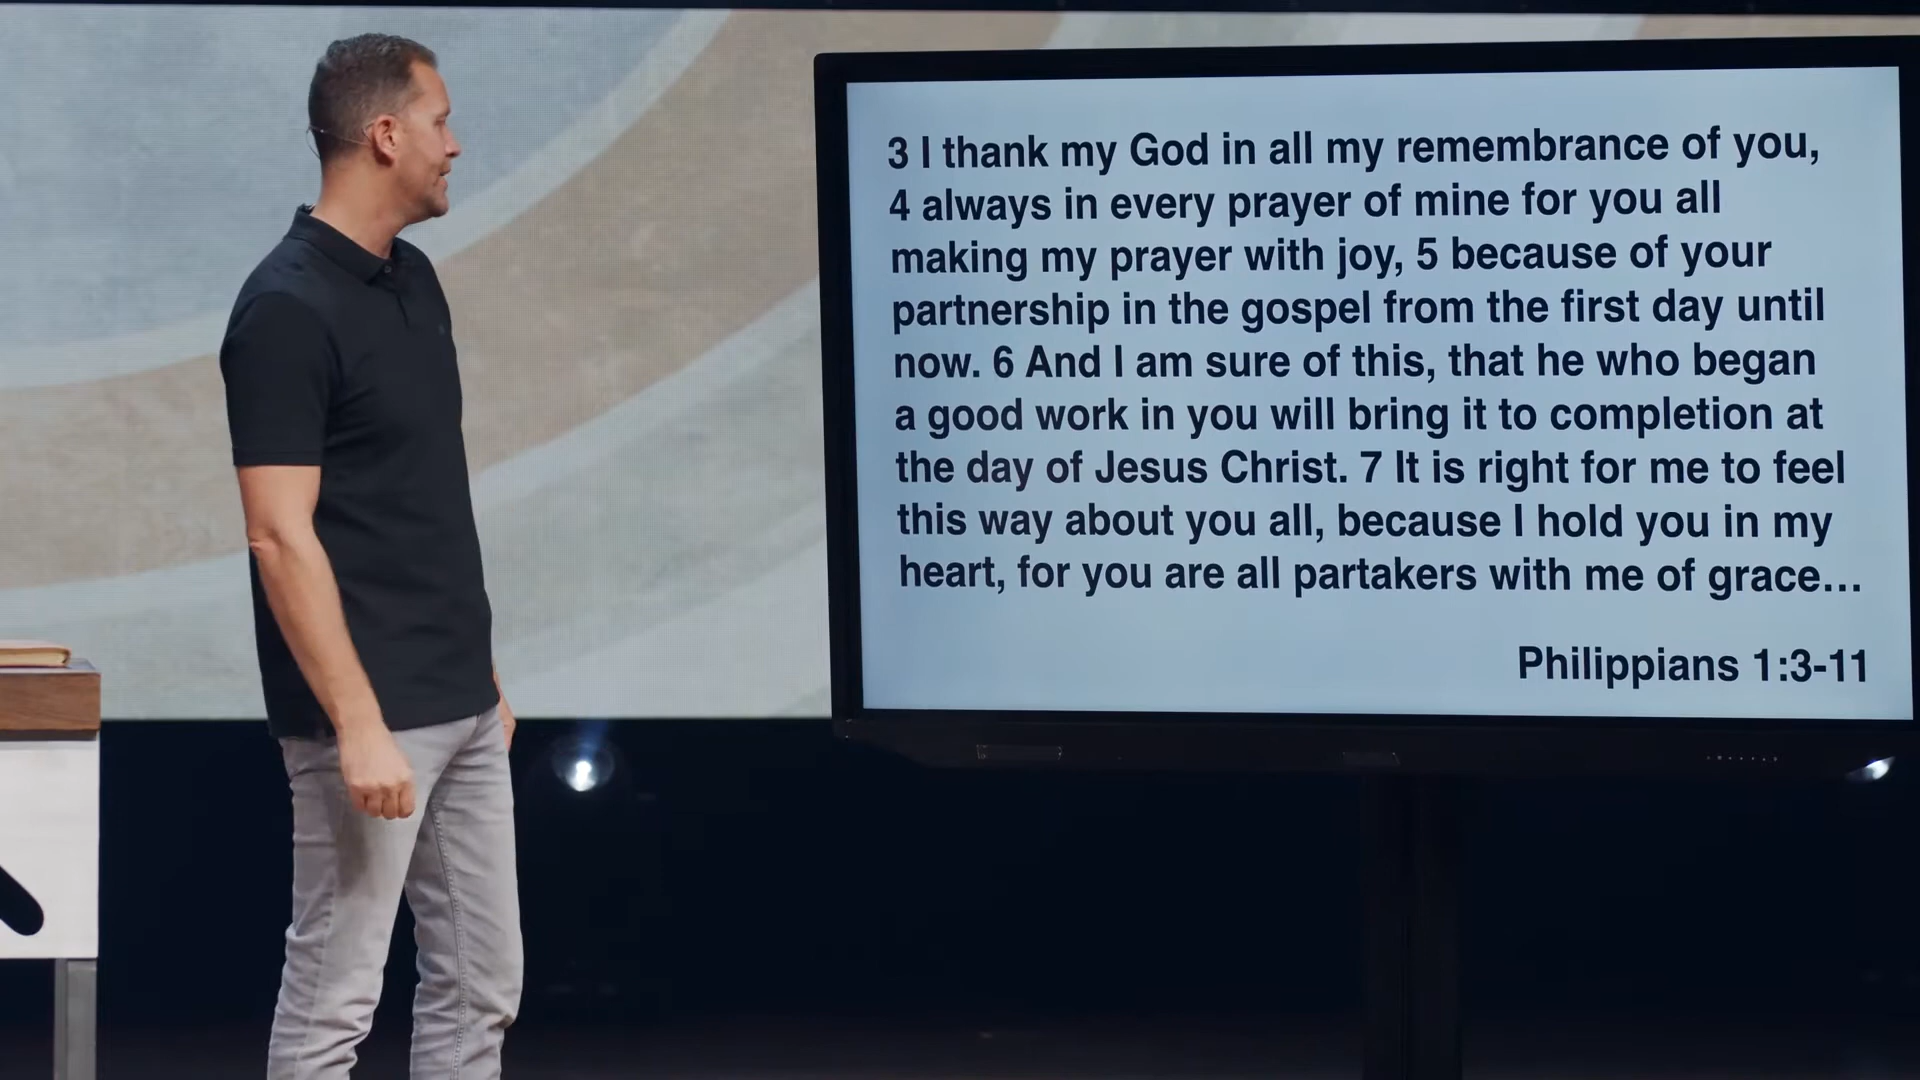 3 I thank my God in all my remembrance of you,
4 always in every prayer of mine for you all
making my prayer with joy, 5 because of your
partnership in the gospel from the first day until
now. 6 And I am sure of this, that he who began
a good work in you will bring it to completion at
the day of Jesus Christ. 7 It is right for me to feel
this way about you all, because I hold you in my
heart, for you are all partakers with me of grace...
Philippians 1:3-11